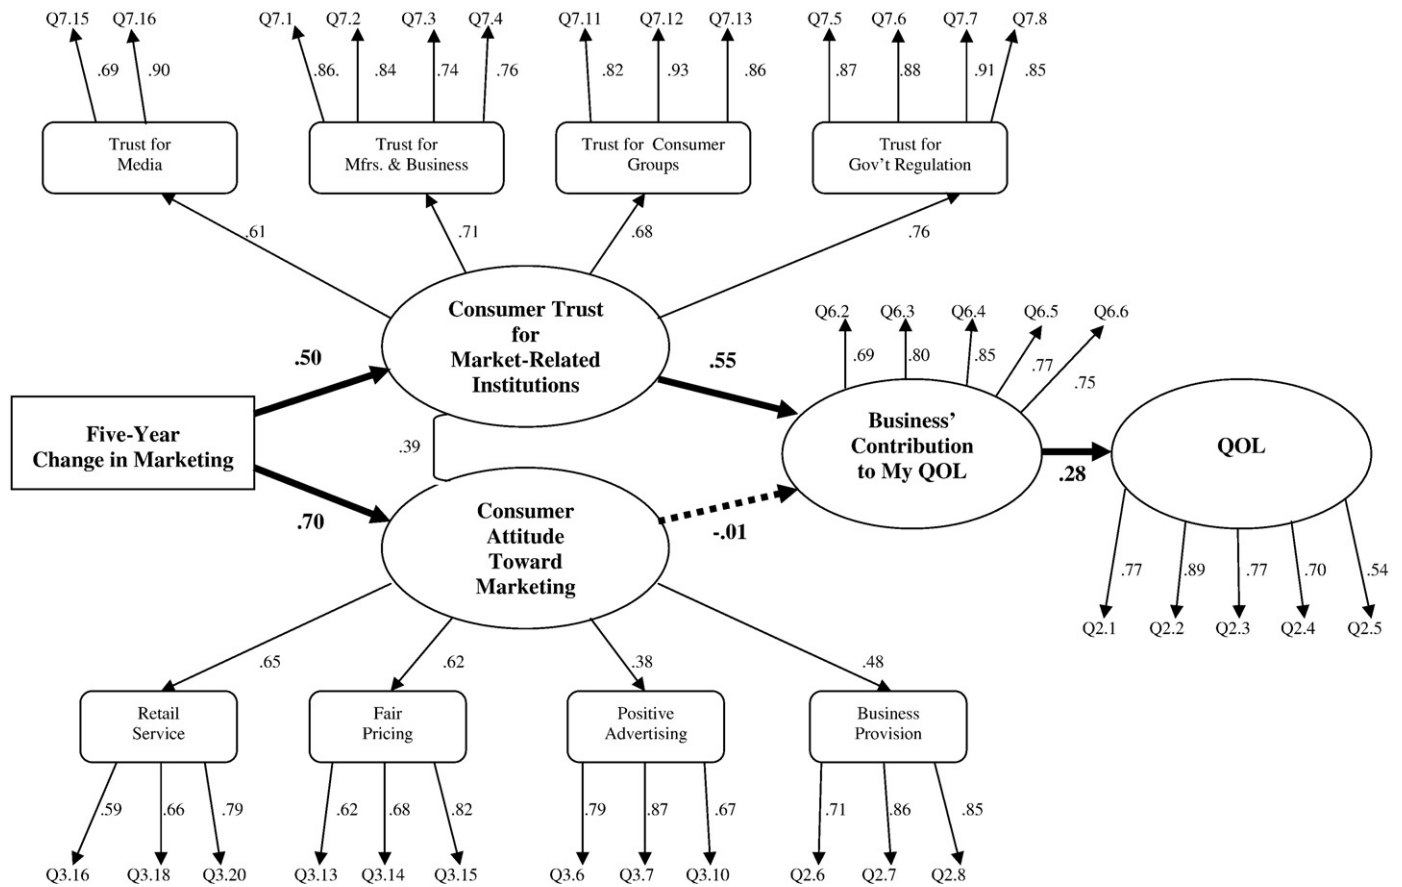 Q7.15 Q7.16 Q7.1 Q7.2 Q7.3 Q7.4 Q7.11 Q7.12 Q7.13 Q7.5 Q7.6 Q7.7 Q7.8
.69 .90 .86. .84 .74 .76 .82 .93 .86 .87 .88 .91 .85
Trust for
Media
Trust for
Mfrs. & Business
Trust for Consumer
Groups
Trust for
Gov't Regulation
.61 .71 .68 .76
Consumer Trust
for
Market-Related
Institutions
Q6.2 Q6.3 Q6.4 Q6.5 Q6.6
.69 .80 .85 .77 .75
.50 .55
Five-Year
Change in Marketing
.39
Business'
Contribution
to My QOL
.28
QOL
.70 -.01
Consumer
Attitude
Toward
Marketing
.77 .89 .77 .70 .54
Q2.1 Q2.2 Q2.3 Q2.4 Q2.5
.65 .62 .38 .48
Retail
Service
Fair
Pricing
Positive
Advertising
Business
Provision
.59 .66 .79 .62 .68 .82 .79 .87 .67 .71 .86 .85
Q3.16 Q3.18 Q3.20 Q3.13 Q3.14 Q3.15 Q3.6 Q3.7 Q3.10 Q2.6 Q2.7 Q2.8